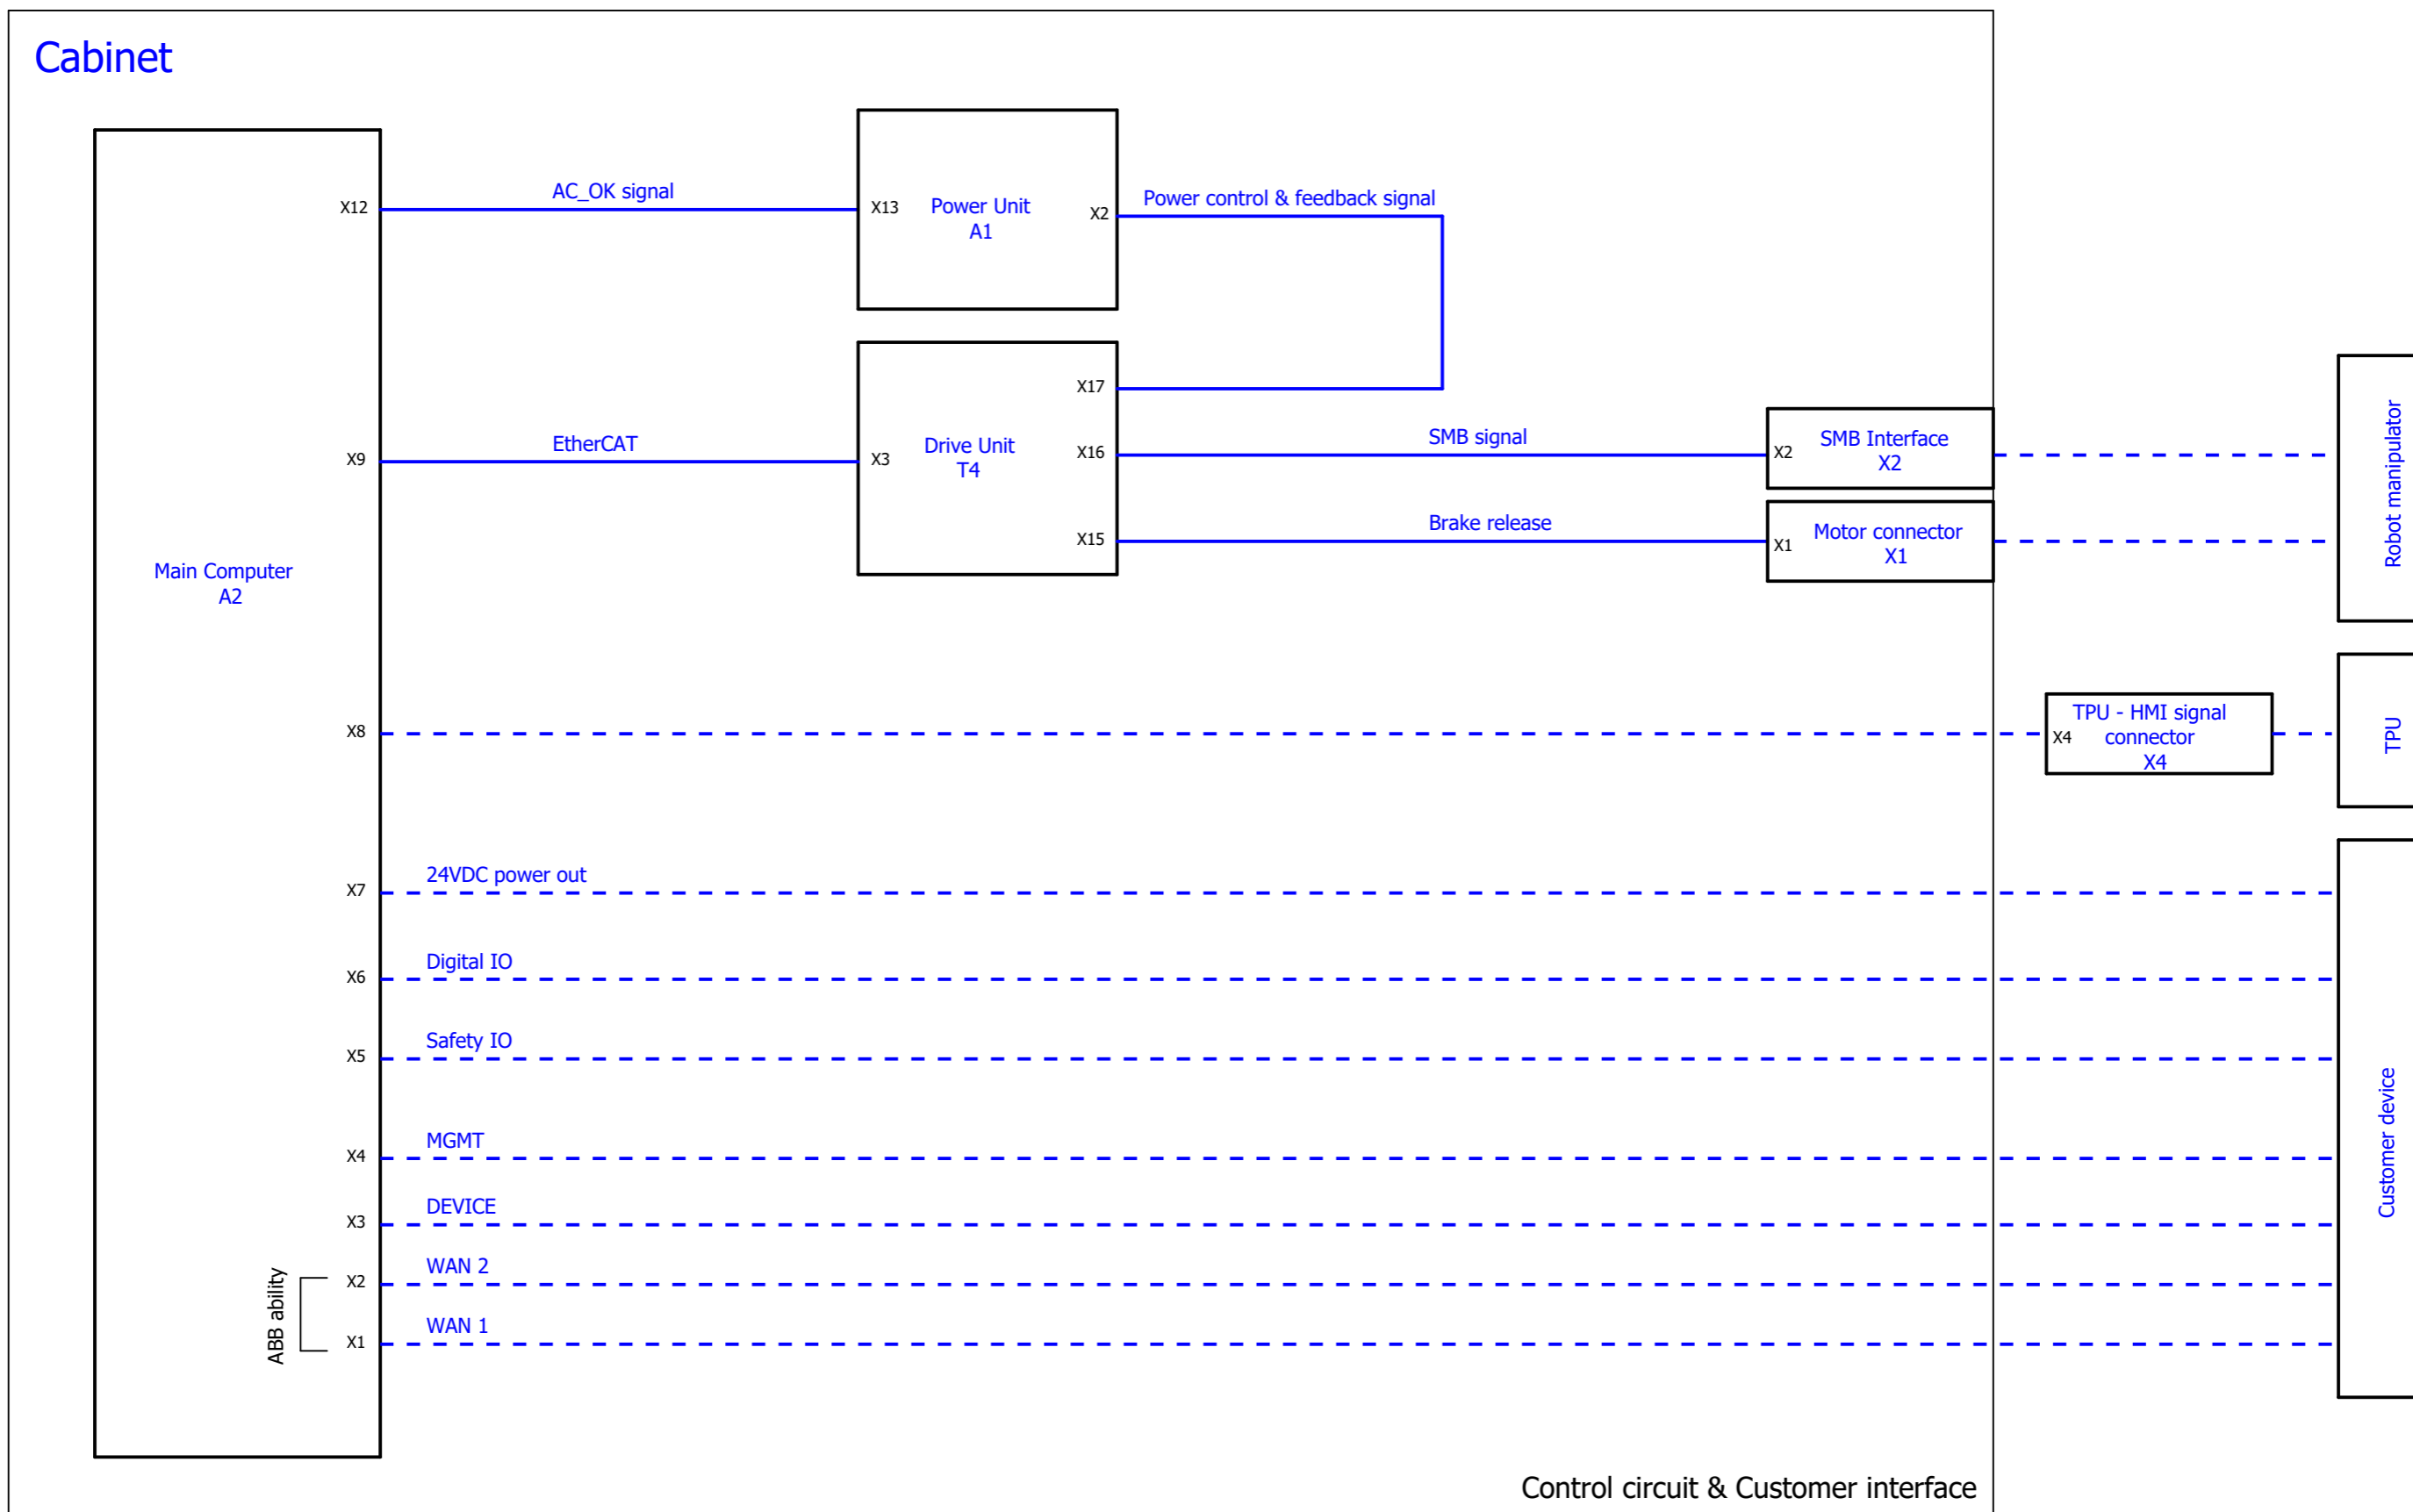 Cabinet
AC_OK signal
X12
X13
Power Unit
A1
X2
Power control & feedback signal
X17
EtherCAT
X9
X3
Drive Unit
T4
X16
SMB signal
X2
SMB Interface
X2
X15
Brake release
X1
Motor connector
X1
Robot manipulator
Main Computer
A2
X8
TPU - HMI signal
X4
connector
X4
TPU
24VDC power out
X7
Digital IO
X6
Safety IO
X5
MGMT
X4
DEVICE
X3
WAN 2
X2
WAN 1
X1
ABB ability
Customer device
Control circuit & Customer interface